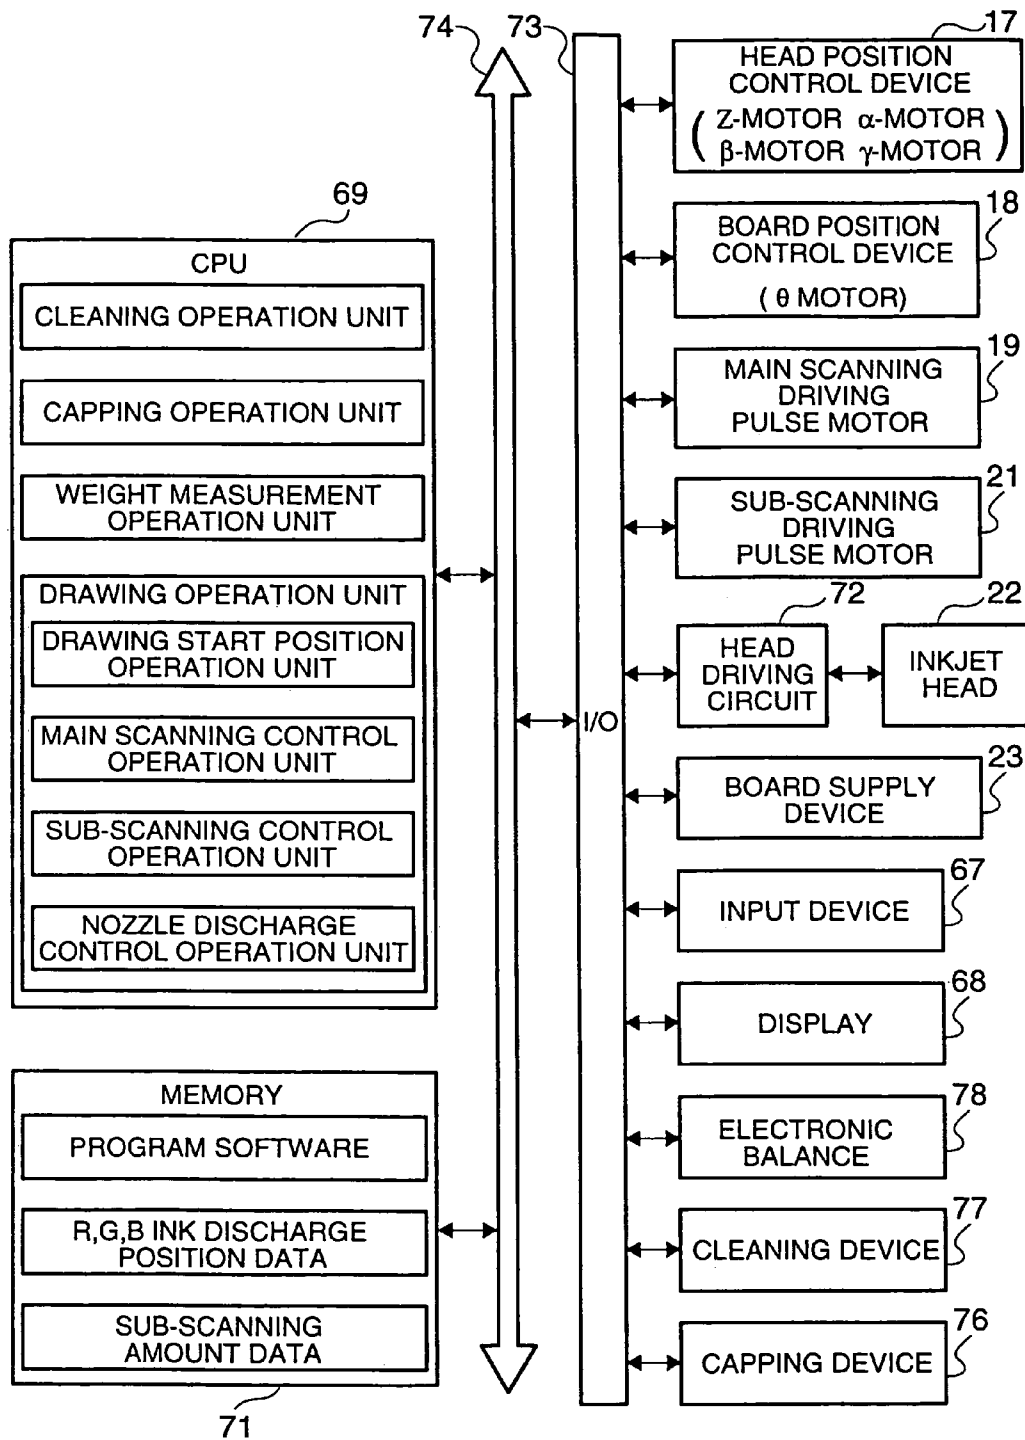 74
73
17
HEAD POSITION
CONTROL DEVICE
( Z-MOTOR α-MOTOR
β-MOTOR γ-MOTOR )
69
CPU
CLEANING OPERATION UNIT
CAPPING OPERATION UNIT
WEIGHT MEASUREMENT
OPERATION UNIT
DRAWING OPERATION UNIT
DRAWING START POSITION
OPERATION UNIT
MAIN SCANNING CONTROL
OPERATION UNIT
SUB-SCANNING CONTROL
OPERATION UNIT
NOZZLE DISCHARGE
CONTROL OPERATION UNIT
MEMORY
PROGRAM SOFTWARE
R,G,B INK DISCHARGE
POSITION DATA
SUB-SCANNING
AMOUNT DATA
71
I/O
18
BOARD POSITION
CONTROL DEVICE
( θ MOTOR)
19
MAIN SCANNING
DRIVING
PULSE MOTOR
21
SUB-SCANNING
DRIVING
PULSE MOTOR
72
HEAD
DRIVING
CIRCUIT
22
INKJET
HEAD
23
BOARD SUPPLY
DEVICE
67
INPUT DEVICE
68
DISPLAY
78
ELECTRONIC
BALANCE
77
CLEANING DEVICE
76
CAPPING DEVICE